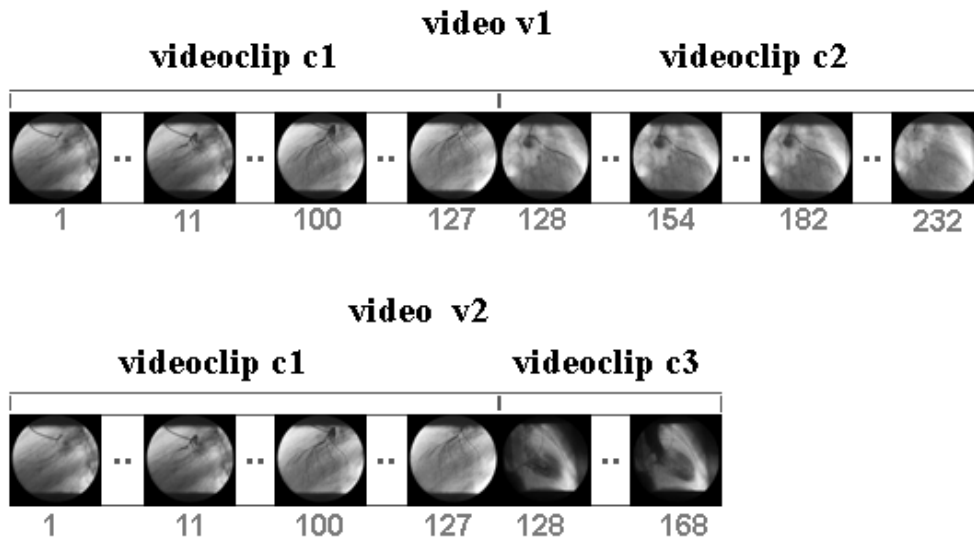 video v1
videoclip c1 videoclip c2
1 .. 11 .. 100 .. 127 128 .. 154 .. 182 .. 232
video v2
videoclip c1 videoclip c3
1 .. 11 .. 100 .. 127 128 .. 168